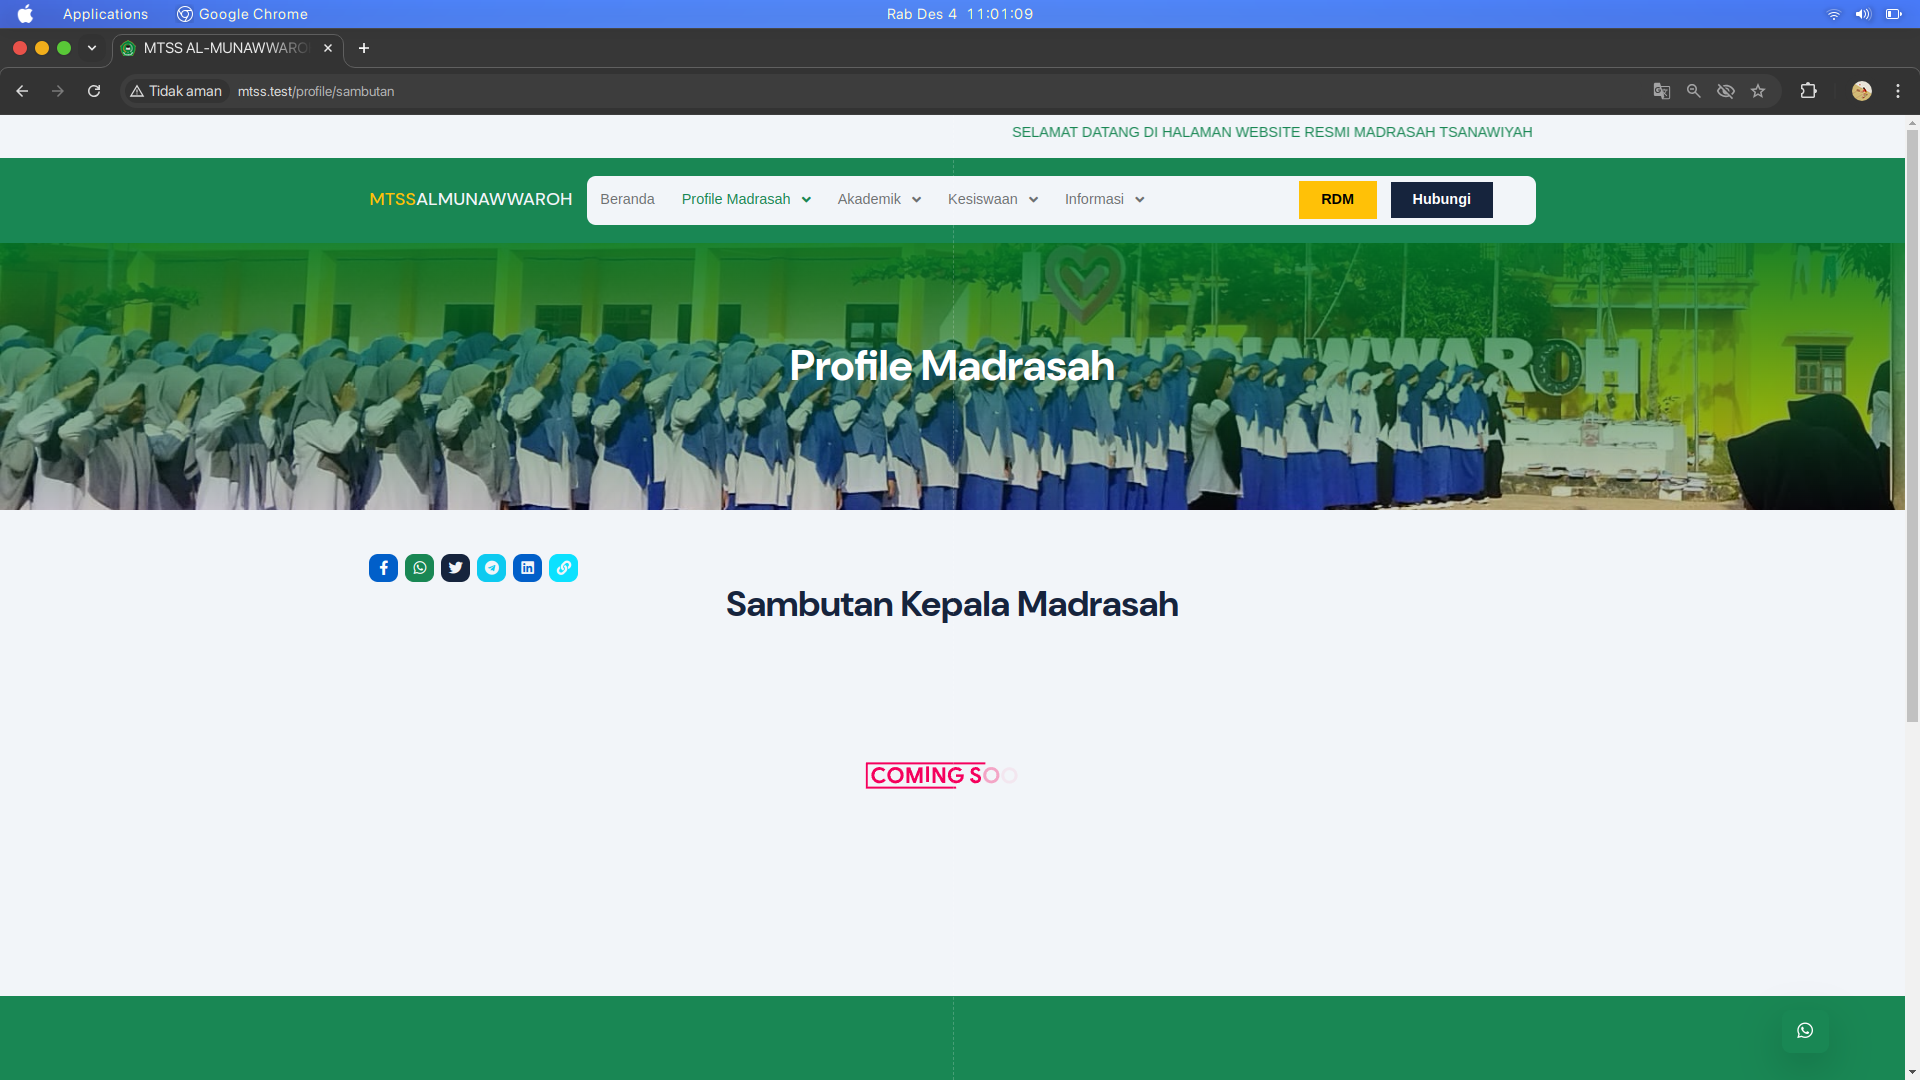 Applications
Google Chrome
Rab Des 4 11:01:09
MTSS AL-MUNAWWARO
Tidak aman
mtss.test/profile/sambutan
SELAMAT DATANG DI HALAMAN WEBSITE RESMI MADRASAH TSANAWIYAH
MTSSALMUNAWWAROH
Beranda
Profile Madrasah
Akademik
Kesiswaan
Informasi
RDM
Hubungi
Profile Madrasah
Sambutan Kepala Madrasah
COMING SOO